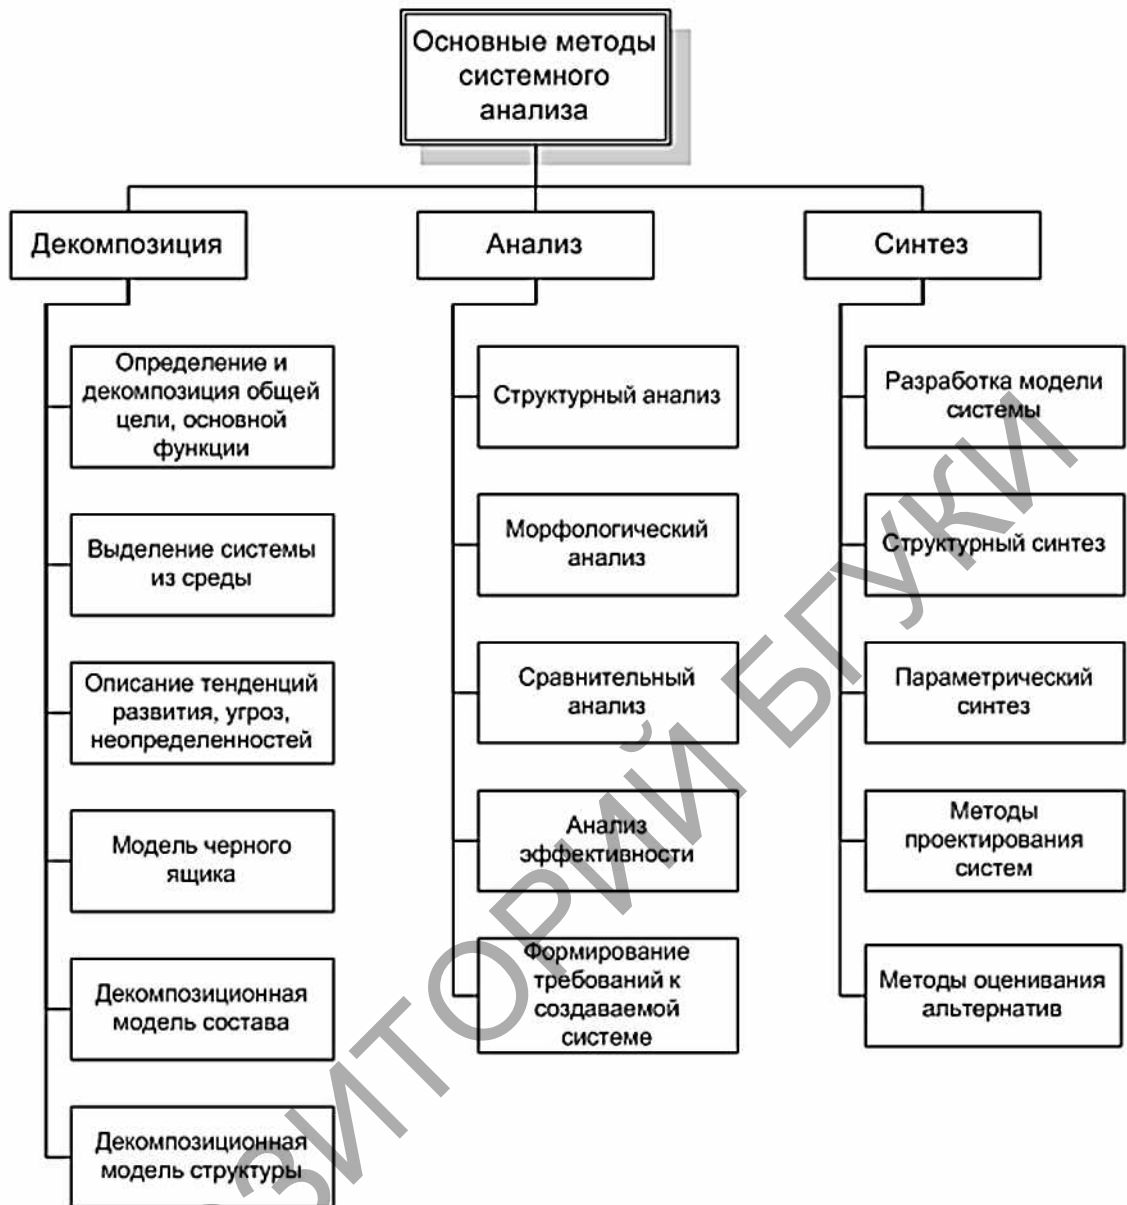 Основные методы
системного
анализа
Декомпозиция
Анализ
Синтез
Определение и
декомпозиция общей
цели, основной
функции
Выделение системы
из среды
Описание тенденций
развития, угроз,
неопределенностей
Модель черного
ящика
Декомпозиционная
модель состава
Декомпозиционная
модель структуры
Структурный анализ
Морфологический
анализ
Сравнительный
анализ
Анализ
эффективности
Формирование
требований к
создаваемой
системе
Разработка модели
системы
Структурный синтез
Параметрический
синтез
Методы
проектирования
систем
Методы оценивания
альтернатив
ЗИТОРИЙ БГУКИ